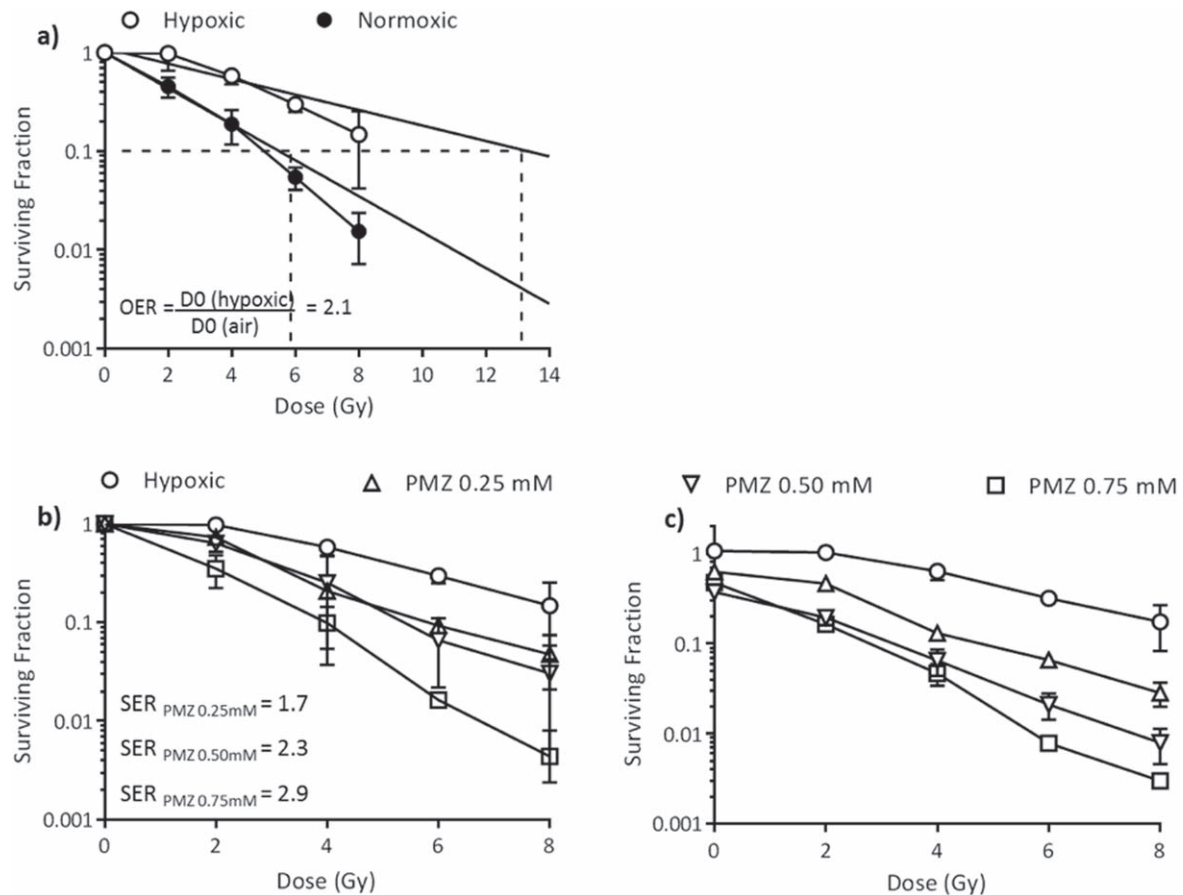 Hypoxic Normoxic
a)
1
0.1
0.01
0.001
Surviving Fraction
OER = D0 (hypoxic) / D0 (air) = 2.1
0 2 4 6 8 10 12 14
Dose (Gy)
Hypoxic PMZ 0.25 mM PMZ 0.50 mM PMZ 0.75 mM
b)
1
0.1
0.01
0.001
Surviving Fraction
SER PMZ 0.25mM = 1.7
SER PMZ 0.50mM = 2.3
SER PMZ 0.75mM = 2.9
0 2 4 6 8
Dose (Gy)
c)
1
0.1
0.01
0.001
Surviving Fraction
0 2 4 6 8
Dose (Gy)